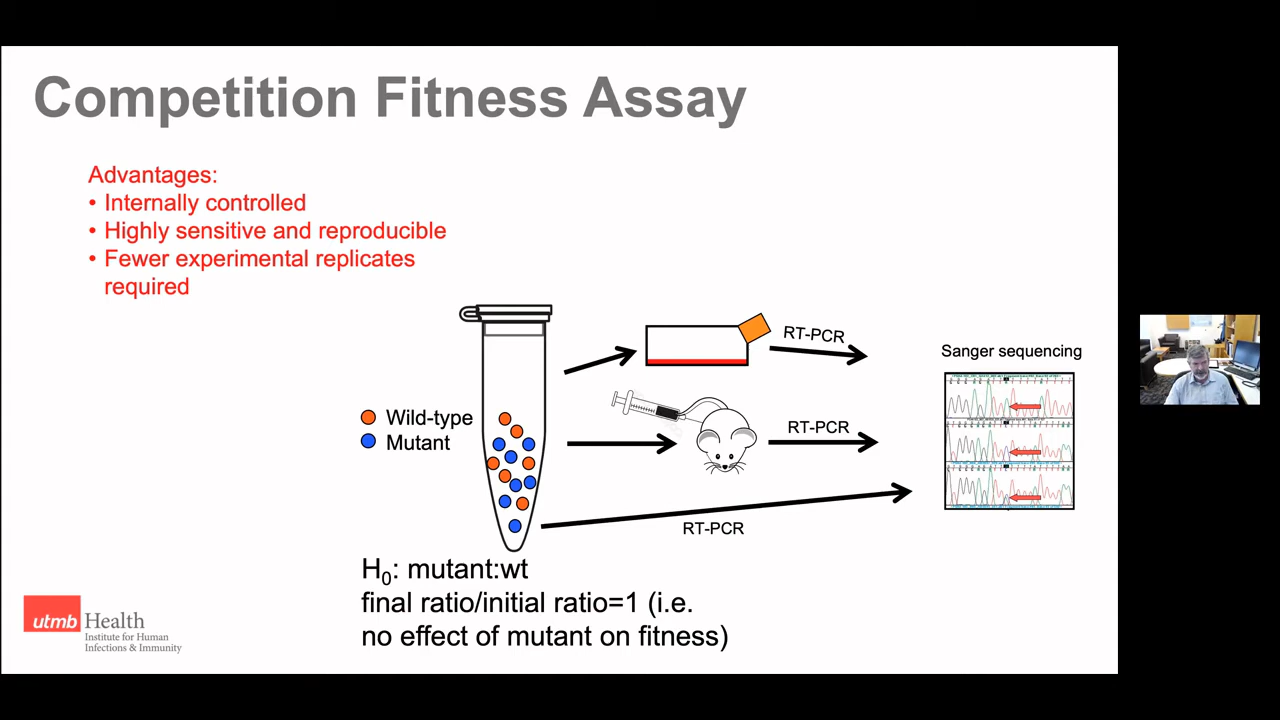 Competition Fitness Assay
Advantages:
• Internally controlled
• Highly sensitive and reproducible
• Fewer experimental replicates
required
RT-PCR
Sanger sequencing
Wild-type
Mutant
RT-PCR
RT-PCR
H₀: mutant:wt
final ratio/initial ratio=1 (i.e.
no effect of mutant on fitness)
utmb Health
Institute for Human
Infections & Immunity